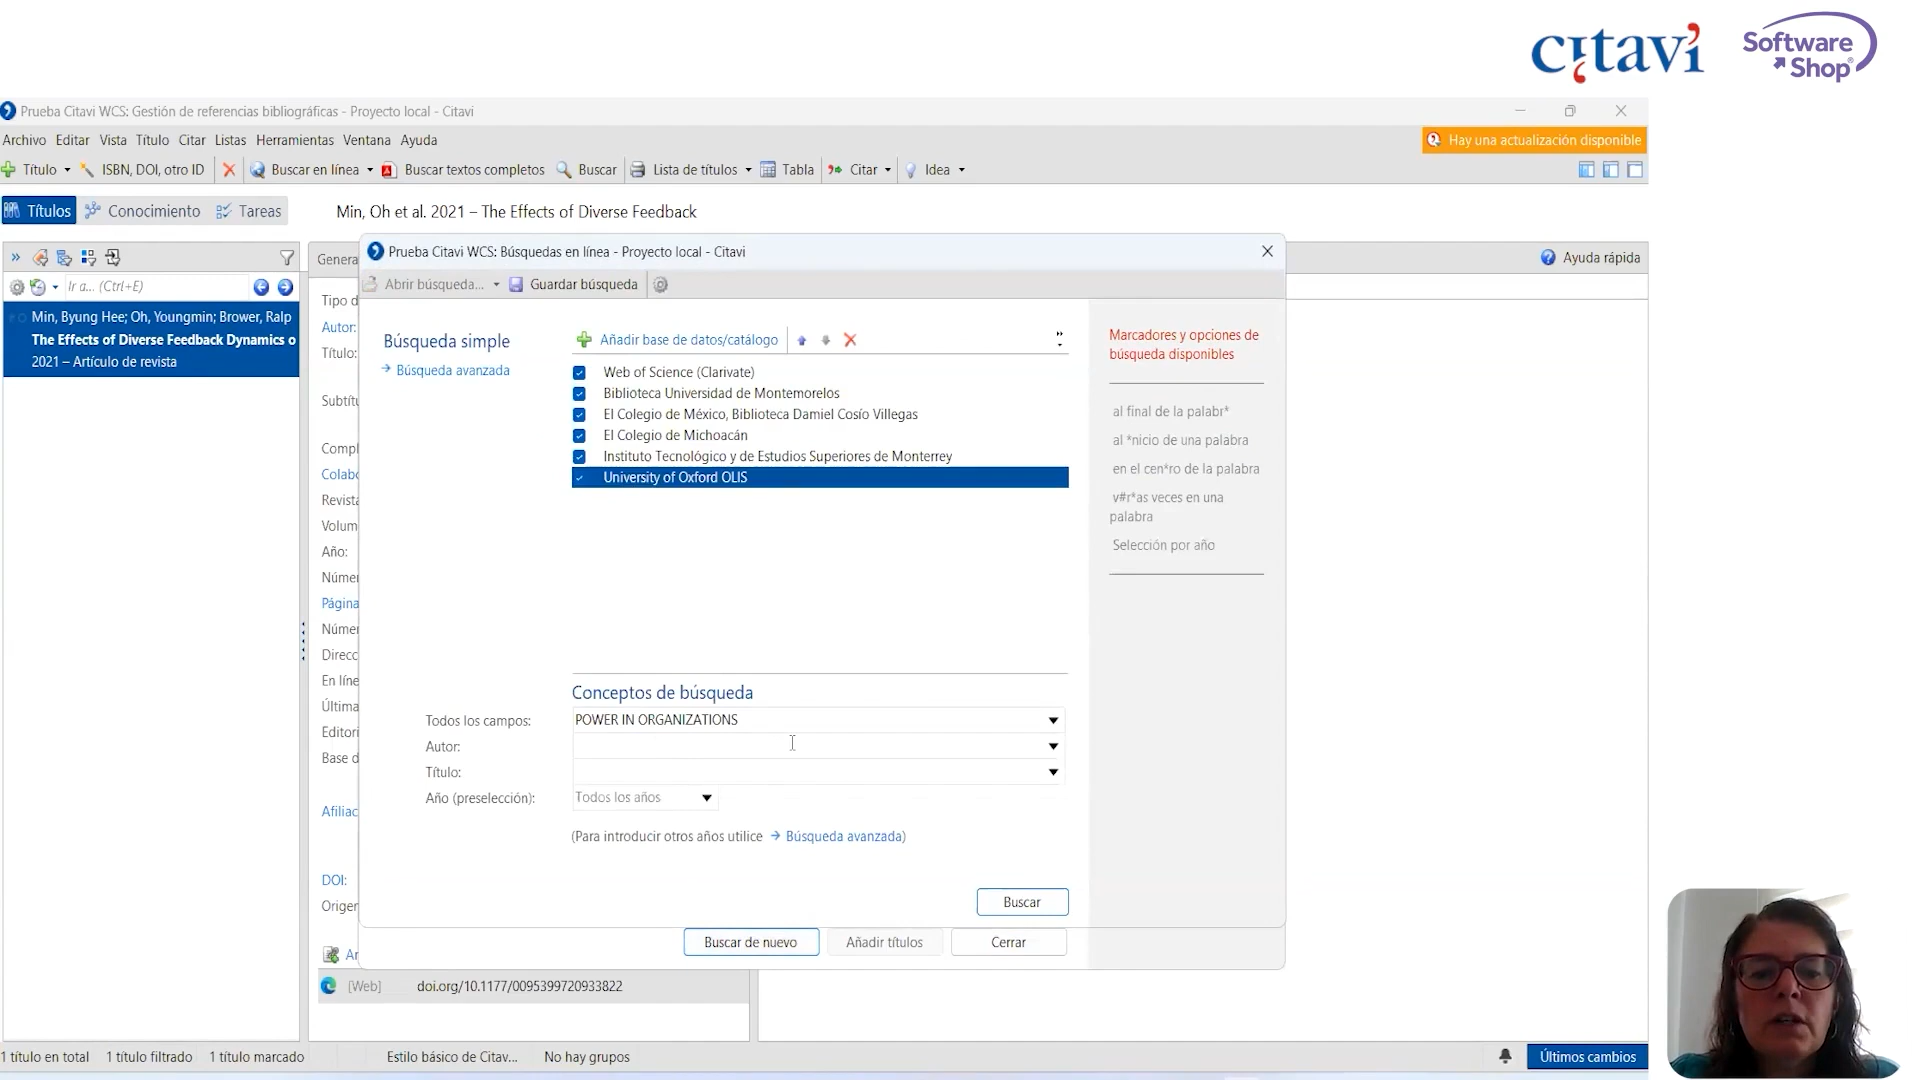 citavi
Software
Shop®
Prueba Citavi WCS: Gestión de referencias bibliográficas - Proyecto local - Citavi
Archivo Editar Vista Título Citar Listas Herramientas Ventana Ayuda
Hay una actualización disponible
Título ISBN, DOI, otro ID Buscar en línea Buscar textos completos Buscar Lista de títulos Tabla Citar Idea
Títulos Conocimiento Tareas
Min, Oh et al. 2021 – The Effects of Diverse Feedback
Ayuda rápida
Ir a... (Ctrl+E)
Min, Byung Hee; Oh, Youngmin; Brower, Ralp
The Effects of Diverse Feedback Dynamics o
2021 – Artículo de revista
Genera
Tipo d
Autor:
Título:
Subtítu
Compl
Colabo
Revista
Volum
Año:
Númer
Página
Númer
Direcc
En líne
Última
Editori
Base d
Afiliac
DOI:
Origen
Ar
[Web] doi.org/10.1177/0095399720933822
Prueba Citavi WCS: Búsquedas en línea - Proyecto local - Citavi
Abrir búsqueda... Guardar búsqueda
Búsqueda simple
Búsqueda avanzada
Añadir base de datos/catálogo
Web of Science (Clarivate)
Biblioteca Universidad de Montemorelos
El Colegio de México, Biblioteca Damiel Cosío Villegas
El Colegio de Michoacán
Instituto Tecnológico y de Estudios Superiores de Monterrey
University of Oxford OLIS
Conceptos de búsqueda
Todos los campos: POWER IN ORGANIZATIONS
Autor:
Título:
Año (preselección): Todos los años
(Para introducir otros años utilice Búsqueda avanzada)
Buscar
Buscar de nuevo Añadir títulos Cerrar
Marcadores y opciones de
búsqueda disponibles
al final de la palabr*
al *nicio de una palabra
en el cen*ro de la palabra
v#r*as veces en una
palabra
Selección por año
1 título en total 1 título filtrado 1 título marcado Estilo básico de Citav... No hay grupos
Últimos cambios